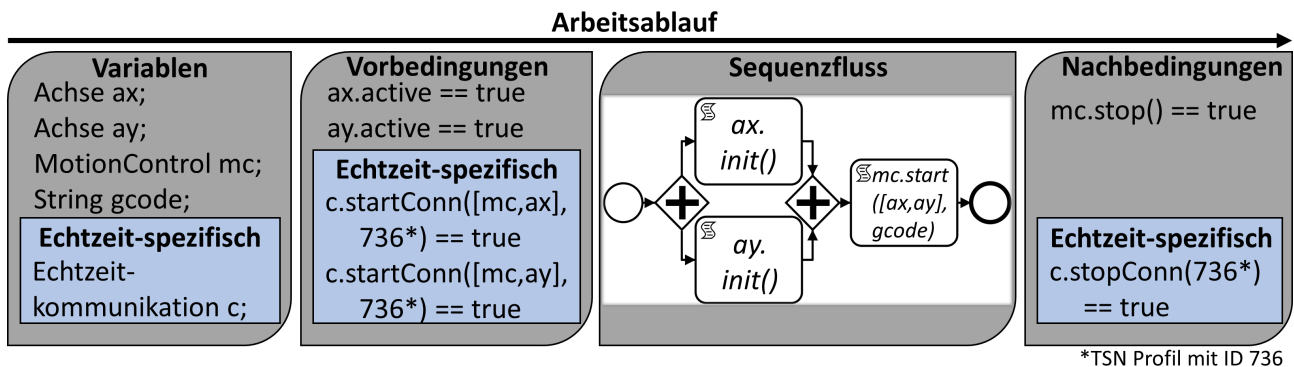 Arbeitsablauf
Variablen
Achse ax;
Achse ay;
MotionControl mc;
String gcode;
Echtzeit-spezifisch
Echtzeit-
kommunikation c;
Vorbedingungen
ax.active == true
ay.active == true
Echtzeit-spezifisch
c.startConn([mc,ax],
736*) == true
c.startConn([mc,ay],
736*) == true
Sequenzfluss
ax.
init()
ay.
init()
mc.start
([ax,ay],
gcode)
Nachbedingungen
mc.stop() == true
Echtzeit-spezifisch
c.stopConn(736*)
== true
*TSN Profil mit ID 736